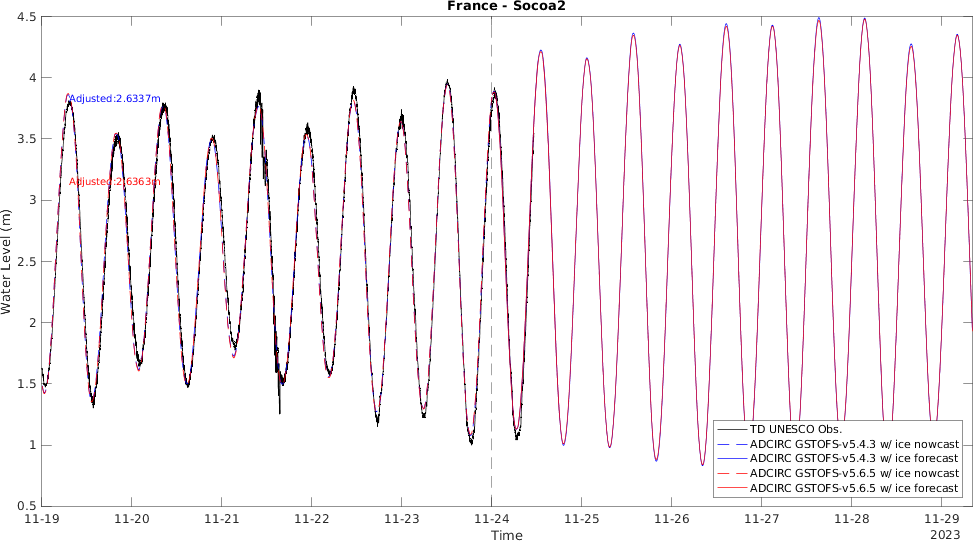 France - Socoa2
4.5
4
3.5
3
2.5
2
1.5
1
0.5
Water Level (m)
Adjusted:2.6337m
Adjusted:2.6363m
TD UNESCO Obs.
ADCIRC GSTOFS-v5.4.3 w/ ice nowcast
ADCIRC GSTOFS-v5.4.3 w/ ice forecast
ADCIRC GSTOFS-v5.6.5 w/ ice nowcast
ADCIRC GSTOFS-v5.6.5 w/ ice forecast
11-19 11-20 11-21 11-22 11-23 11-24 11-25 11-26 11-27 11-28 11-29
Time 2023